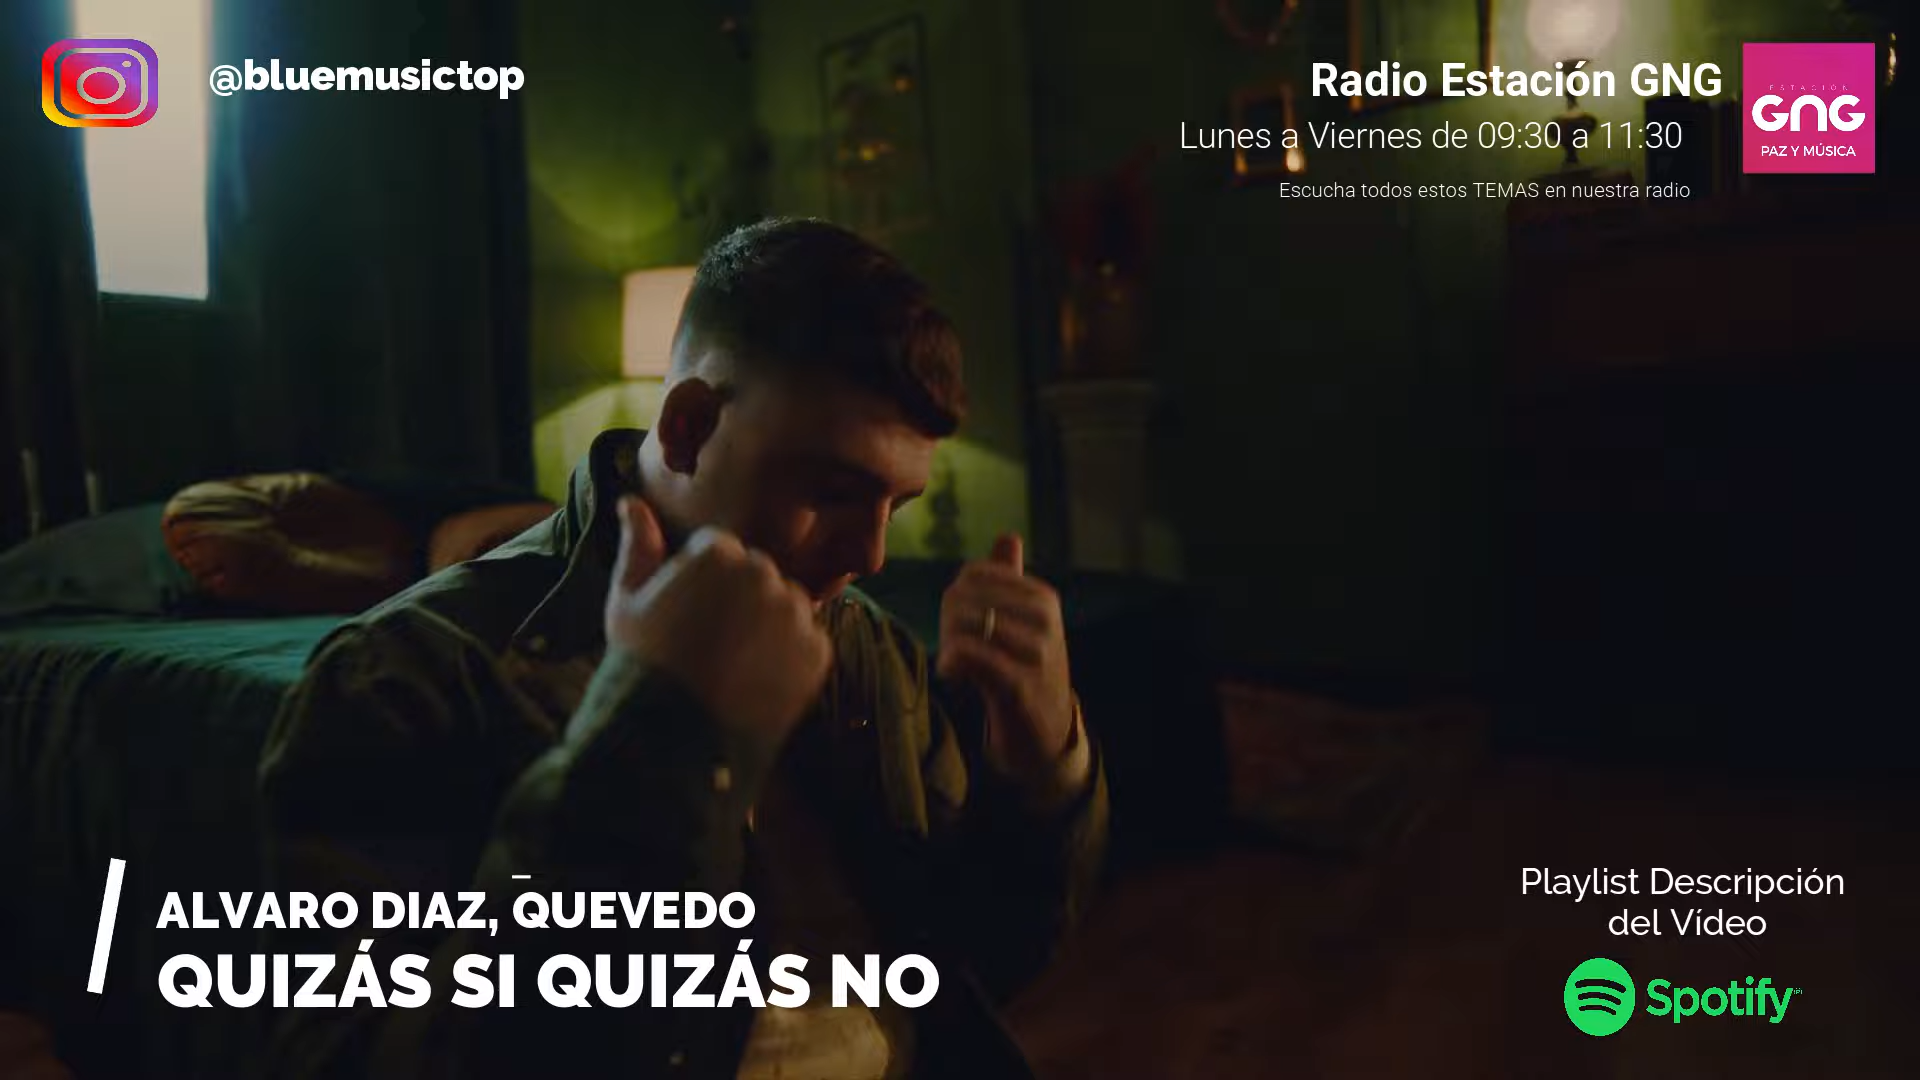 @bluemusictop
Radio Estación GNG
Lunes a Viernes de 09:30 a 11:30
Escucha todos estos TEMAS en nuestra radio
ESTACIÓN
GNG
PAZ Y MÚSICA
ALVARO DIAZ, QUEVEDO
QUIZÁS SI QUIZÁS NO
Playlist Descripción
del Vídeo
Spotify